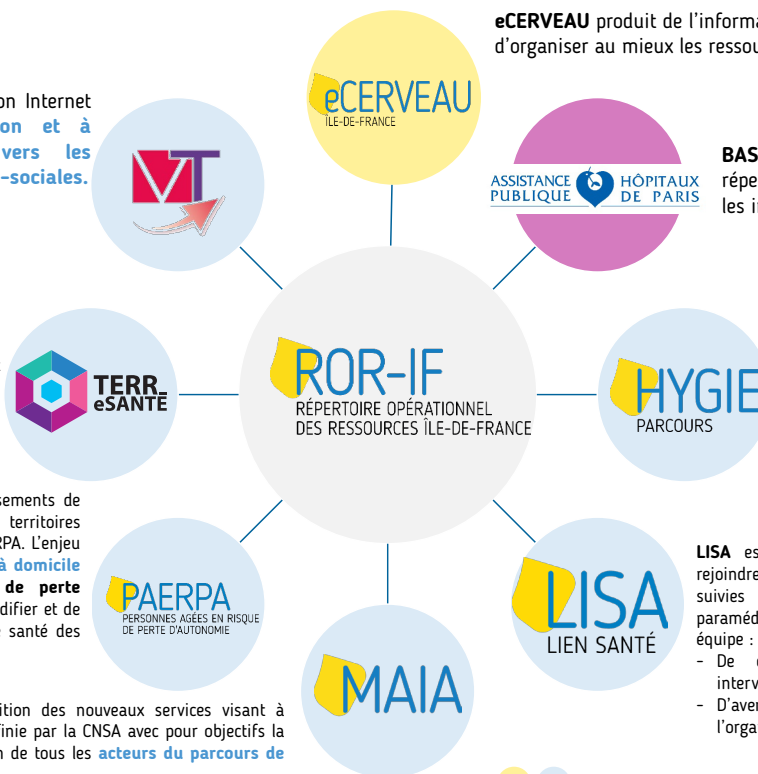 eCERVEAU produit de l'informa
d'organiser au mieux les ressou
eCERVEAU
ÎLE-DE-FRANCE
on Internet
on et à
vers les
-sociales.
VT
ASSISTANCE PUBLIQUE HÔPITAUX DE PARIS
BAS
répe
les i
TERR_
eSANTÉ
ROR-IF
RÉPERTOIRE OPÉRATIONNEL
DES RESSOURCES ÎLE-DE-FRANCE
HYGIE
PARCOURS
sements de
territoires
RPA. L'enjeu
à domicile
de perte
difier et de
santé des
PAERPA
PERSONNES AGÉES EN RISQUE
DE PERTE D'AUTONOMIE
MAIA
LISA
LIEN SANTÉ
LISA es
rejoindre
suivies
paraméd
équipe :
- De
interv
- D'aver
l'orga
ition des nouveaux services visant à
finie par la CNSA avec pour objectifs la
n de tous les acteurs du parcours de